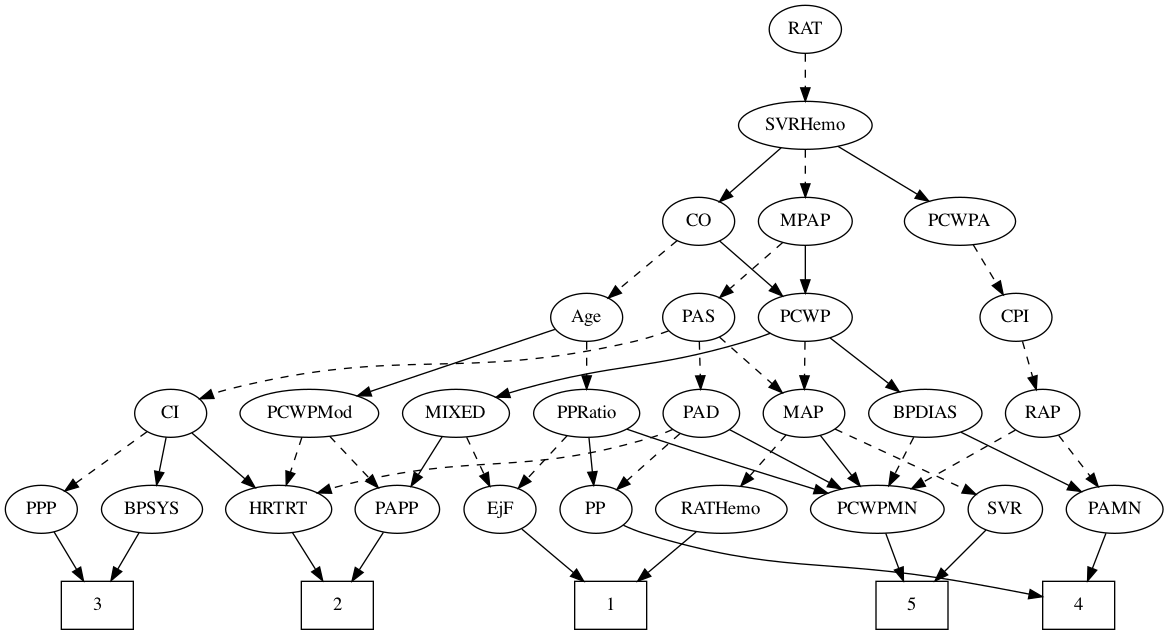 RAT
SVRHemo
CO
MPAP
PCWPA
Age
PAS
PCWP
CPI
CI
PCWPMod
MIXED
PPRatio
PAD
MAP
BPDIAS
RAP
PPP
BPSYS
HRTRT
PAPP
EjF
PP
RATHemo
PCWPMN
SVR
PAMN
3
2
1
5
4